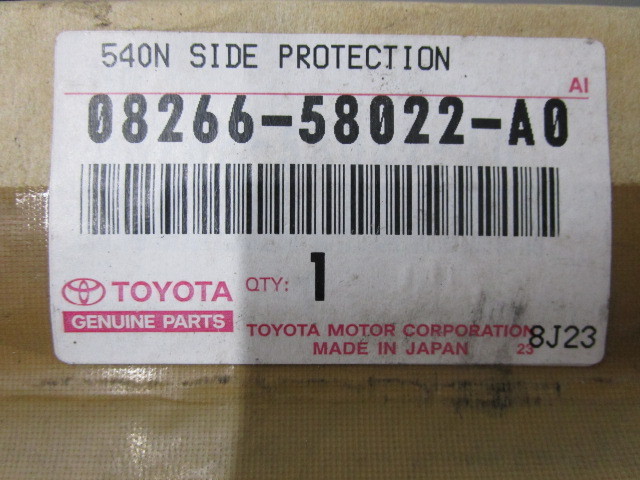 540N SIDE PROTECTION
AI
08266-58022-A0
TOYOTA
GENUINE PARTS
QTY: 1
TOYOTA MOTOR CORPORATION
MADE IN JAPAN 23
8J23